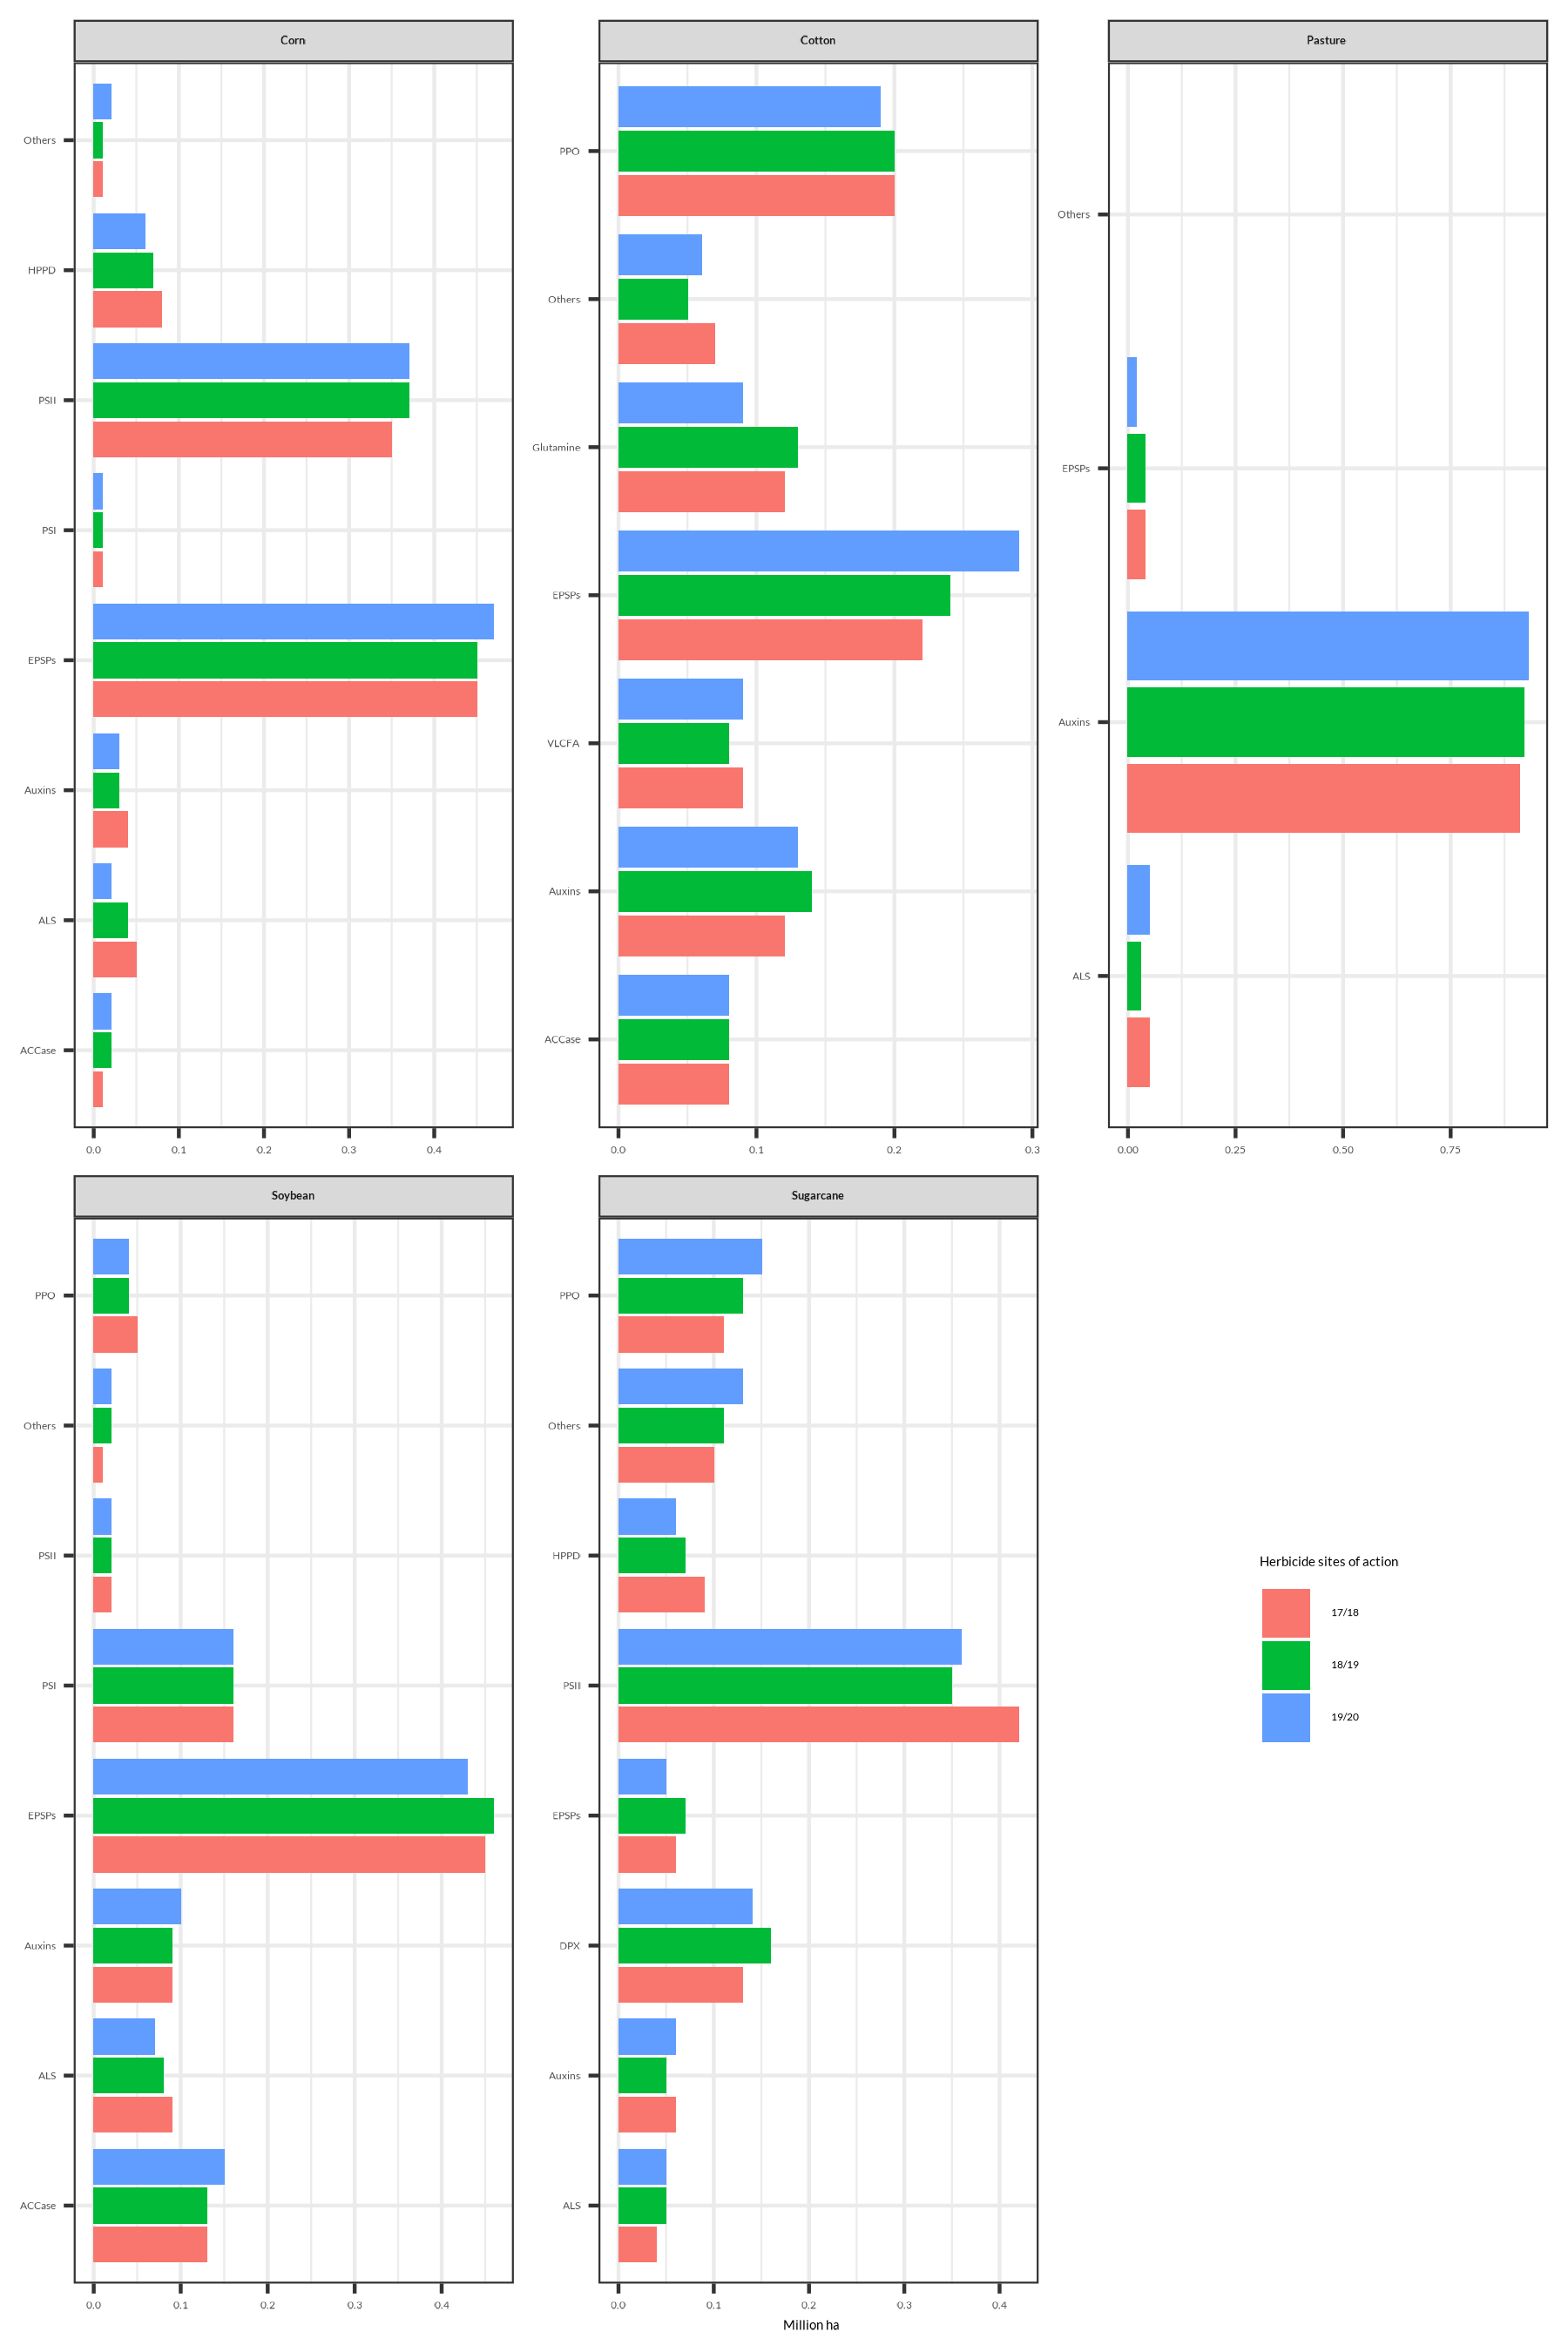 Corn
Others
HPPD
PSII
PSI
EPSPs
Auxins
ALS
ACCase
0.0 0.1 0.2 0.3 0.4
Cotton
PPO
Others
Glutamine
EPSPs
VLCFA
Auxins
ACCase
0.0 0.1 0.2 0.3
Pasture
Others
EPSPs
Auxins
ALS
0.00 0.25 0.50 0.75
Soybean
PPO
Others
PSII
PSI
EPSPs
Auxins
ALS
ACCase
0.0 0.1 0.2 0.3 0.4
Sugarcane
PPO
Others
HPPD
PSII
EPSPs
DPX
Auxins
ALS
0.0 0.1 0.2 0.3 0.4
Million ha
Herbicide sites of action
17/18
18/19
19/20